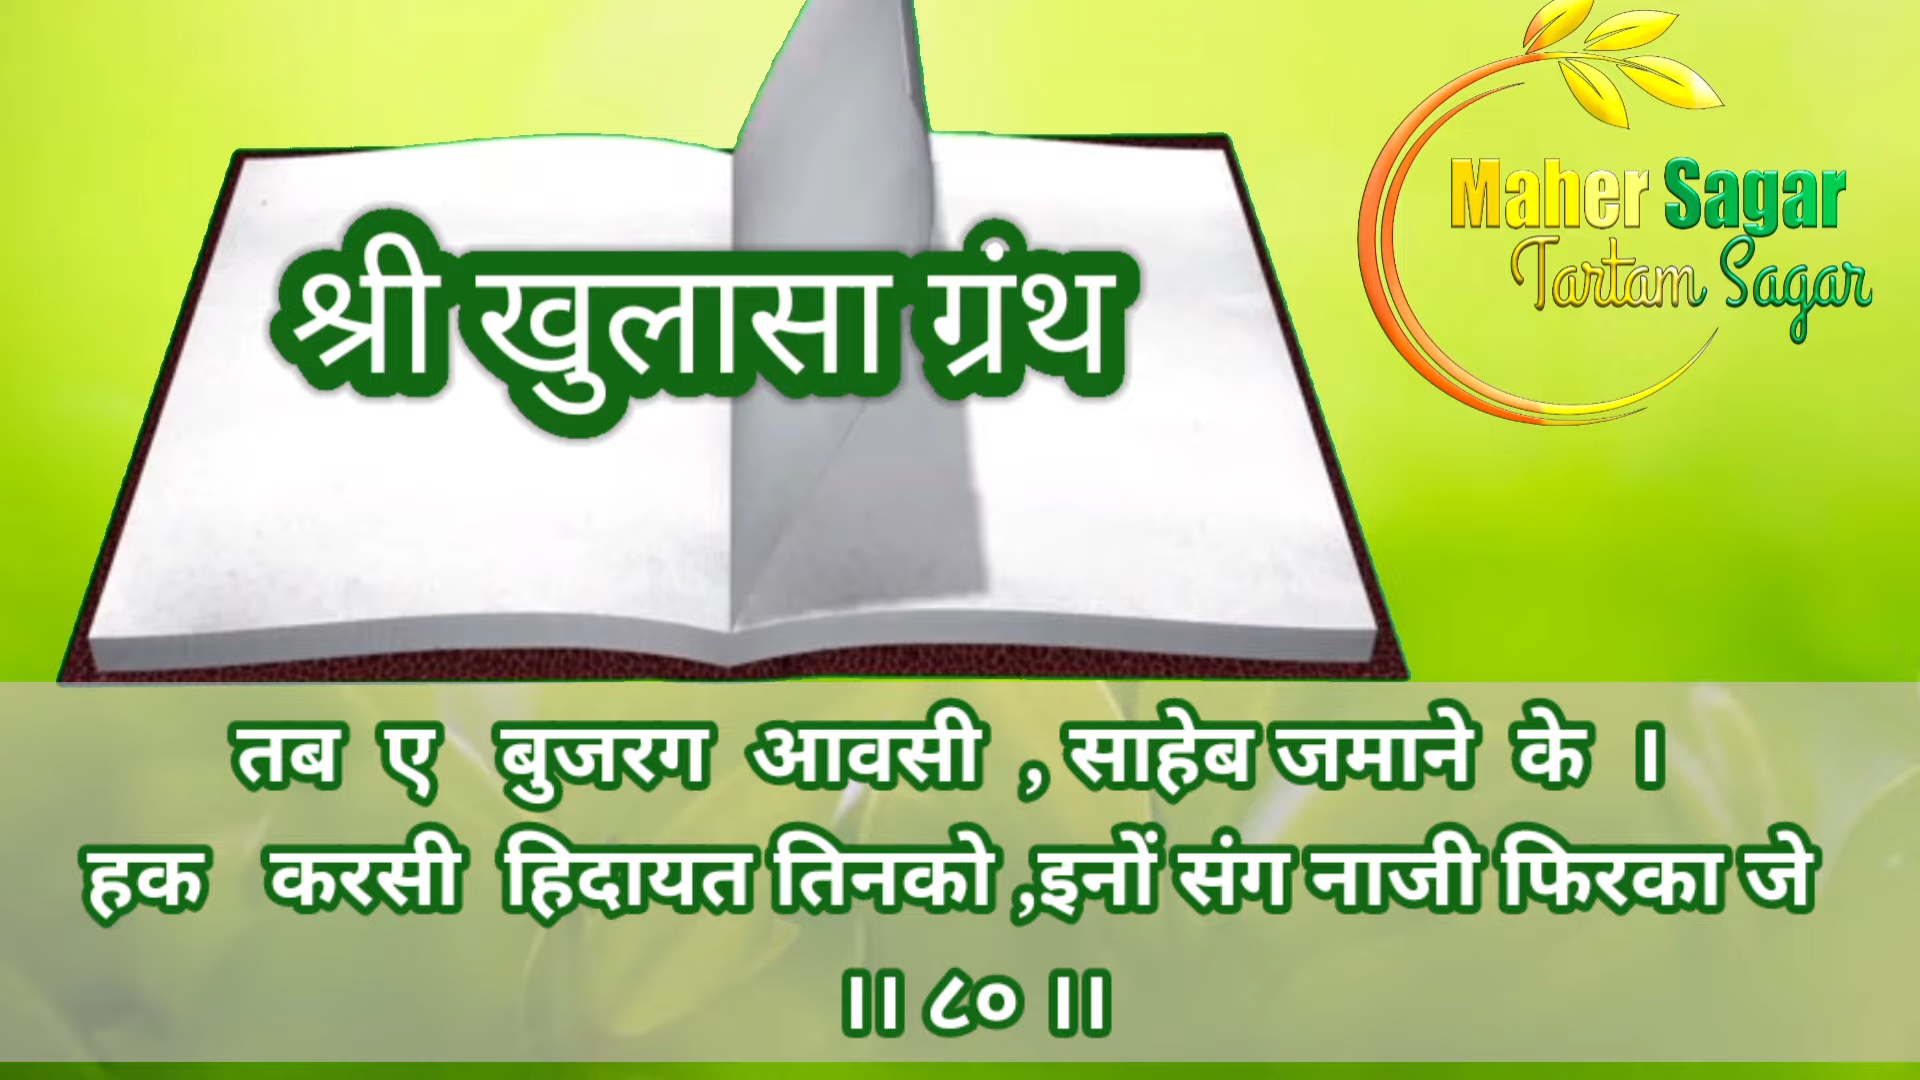 Maher Sagar
Tartam Sagar
श्री खुलासा ग्रंथ
तब ए बुजरग आवसी , साहेब जमाने के ।
हक करसी हिदायत तिनको ,इनों संग नाजी फिरका जे
।। ८० ।।